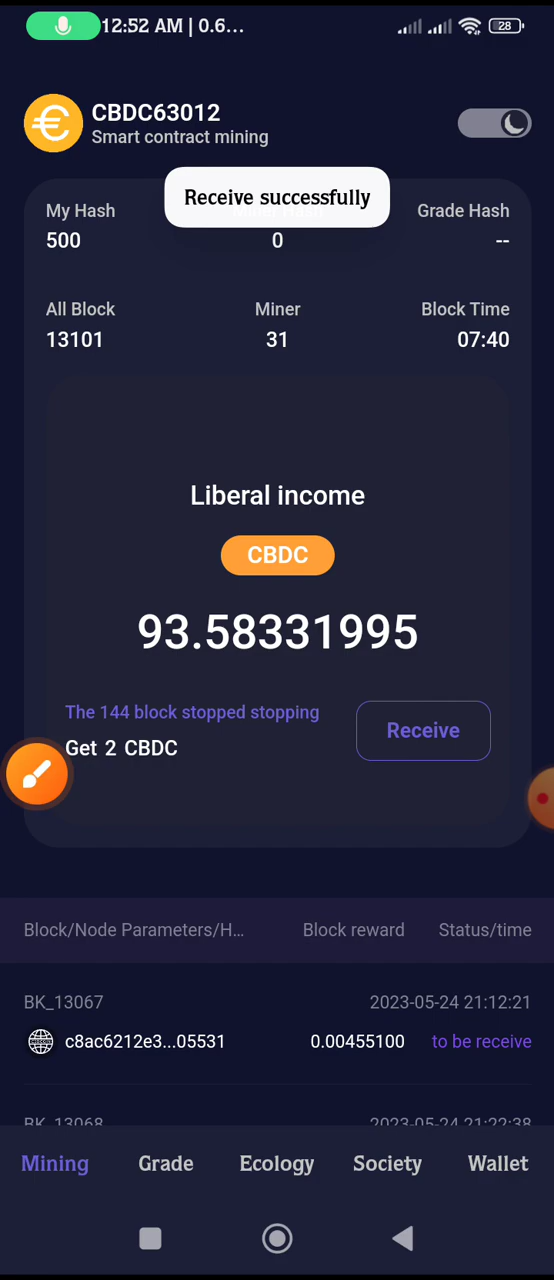 12:52 AM | 0.6...
28
CBDC63012
Smart contract mining
Receive successfully
My Hash
Grade Hash
500
0
--
All Block
Miner
Block Time
13101
31
07:40
Liberal income
CBDC
93.58331995
The 144 block stopped stopping
Get 2 CBDC
Receive
Block/Node Parameters/H...
Block reward
Status/time
BK_13067
2023-05-24 21:12:21
c8ac6212e3...05531
0.00455100
to be receive
BK_13068
2023-05-24 21:22:38
Mining
Grade
Ecology
Society
Wallet